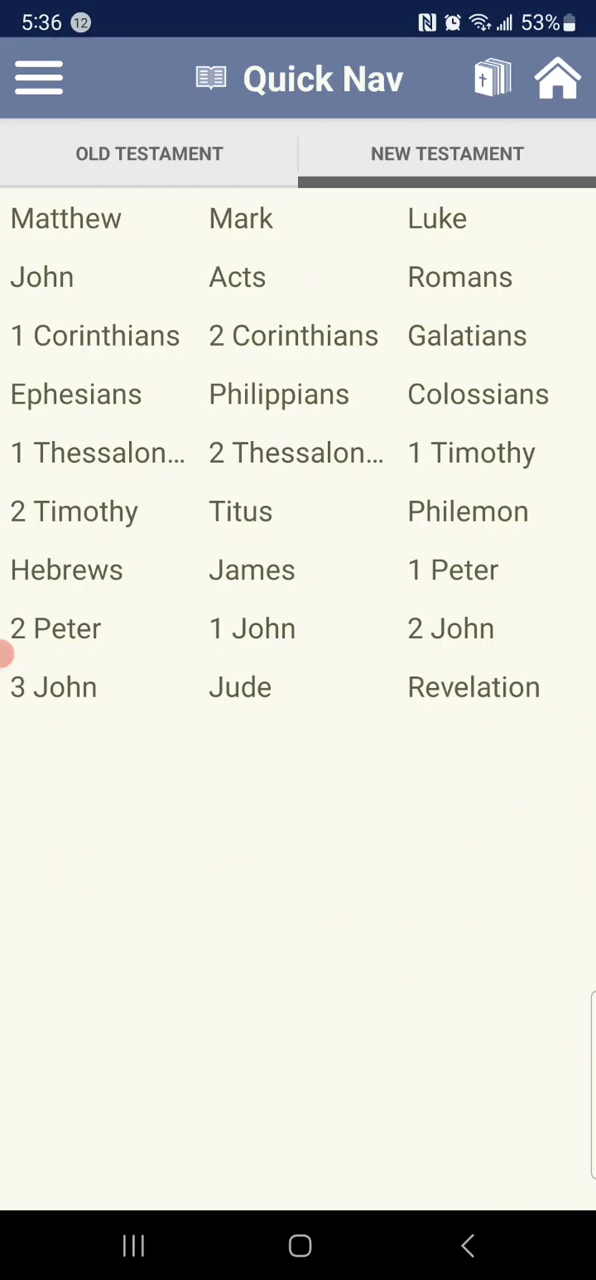 5:36 12 53%
Quick Nav
OLD TESTAMENT NEW TESTAMENT
Matthew Mark Luke
John Acts Romans
1 Corinthians 2 Corinthians Galatians
Ephesians Philippians Colossians
1 Thessalon... 2 Thessalon... 1 Timothy
2 Timothy Titus Philemon
Hebrews James 1 Peter
2 Peter 1 John 2 John
3 John Jude Revelation